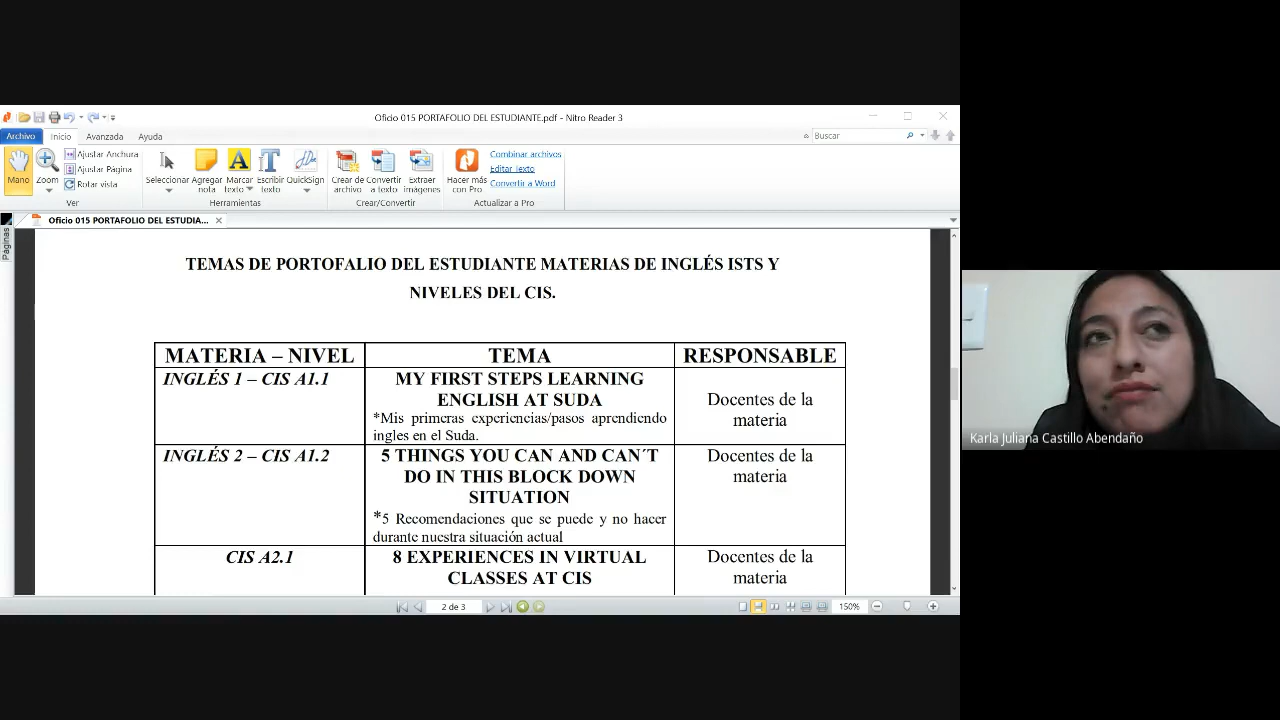 Oficio 015 PORTAFOLIO DEL ESTUDIANTE.pdf - Nitro Reader 3
Archivo Inicio Avanzada Ayuda
Buscar
Mano
Zoom
Ajustar Anchura
Ajustar Página
Rotar vista
Ver
Seleccionar
Agregar nota
Marcar texto
Escribir texto
QuickSign
Herramientas
Crear de archivo
Convertir a texto
Extraer imágenes
Crear/Convertir
Hacer más con Pro
Combinar archivos
Editar Texto
Convertir a Word
Actualizar a Pro
Oficio 015 PORTAFOLIO DEL ESTUDIA...
Páginas
TEMAS DE PORTOFALIO DEL ESTUDIANTE MATERIAS DE INGLÉS ISTS Y
NIVELES DEL CIS.
MATERIA – NIVEL TEMA RESPONSABLE
INGLÉS 1 – CIS A1.1
MY FIRST STEPS LEARNING
ENGLISH AT SUDA
*Mis primeras experiencias/pasos aprendiendo
ingles en el Suda.
Docentes de la
materia
INGLÉS 2 – CIS A1.2
5 THINGS YOU CAN AND CAN´T
DO IN THIS BLOCK DOWN
SITUATION
*5 Recomendaciones que se puede y no hacer
durante nuestra situación actual
Docentes de la
materia
CIS A2.1
8 EXPERIENCES IN VIRTUAL
CLASSES AT CIS
Docentes de la
materia
2 de 3
150%
Karla Juliana Castillo Abendaño